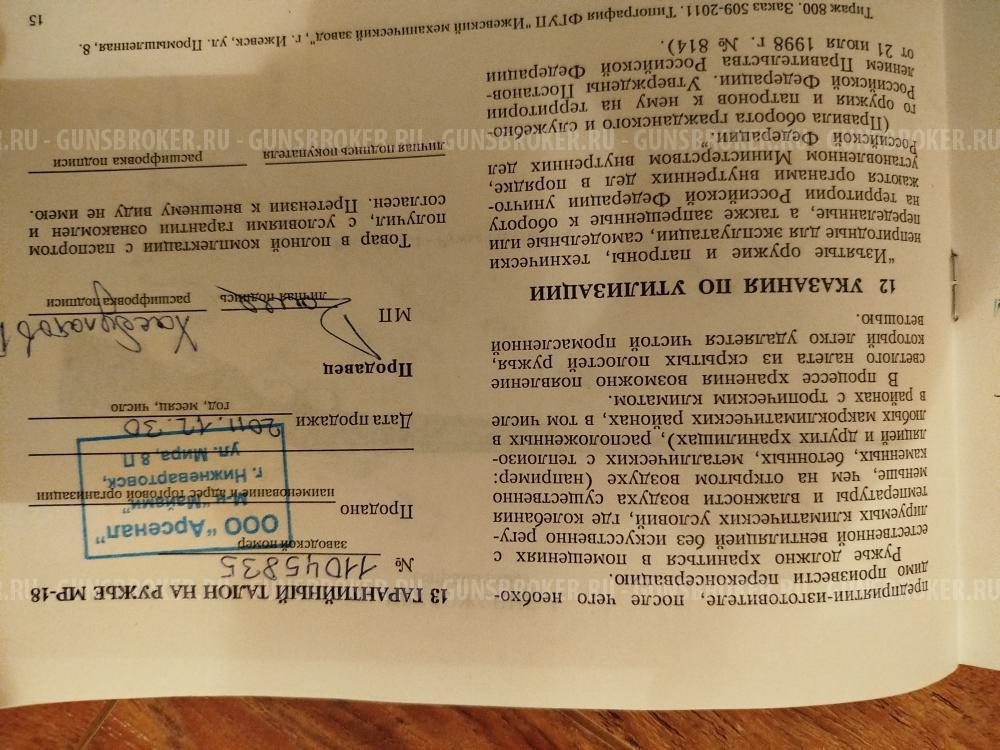 предприятии-изготовителе, после чего необхо-
димо произвести переконсервацию.
Ружье должно храниться в помещениях с
естественной вентиляцией без искусственно регу-
лируемых климатических условий, где колебания
температуры и влажности воздуха существенно
меньше, чем на открытом воздухе (например:
каменных, бетонных, металлических с теплоизо-
ляцией и других хранилищах), расположенных в
любых макроклиматических районах, в том числе
в районах с тропическим климатом.
В процессе хранения возможно появление
светлого налета из скрытых полостей ружья,
который легко удаляется чистой промасленной
ветошью.
12 УКАЗАНИЯ ПО УТИЛИЗАЦИИ
"Изъятые оружие и патроны, технически
непригодные для эксплуатации, самодельные или
переделанные, а также запрещенные к обороту
на территории Российской Федерации уничто-
жаются органами внутренних дел в порядке,
установленном Министерством внутренних дел
Российской Федерации."
(Правила оборота гражданского и служебно-
го оружия и патронов к нему на территории
Российской Федерации. Утверждены Постанов-
лением Правительства Российской Федерации
от 21 июля 1998 г. № 814).
13 ГАРАНТИЙНЫЙ ТАЛОН НА РУЖЬЕ МР-18
№ 11045835
заводской номер
Продано
наименование и адрес торговой организации
ООО "Арсенал"
М-н "Майами"
г. Нижневартовск,
ул. Мира, 8 П
Дата продажи 2011.12.30
год, месяц, число
Продавец
МП
личная подпись расшифровка подписи
Товар в полной комплектации с паспортом
получил, с условиями гарантии ознакомлен и
согласен. Претензий к внешнему виду не имею.
личная подпись покупателя расшифровка подписи
Тираж 800. Заказ 509-2011. Типография ФГУП "Ижевский механический завод", г. Ижевск, ул. Промышленная, 8.
15
GUNSBROKER.RU - GUNSBROKER.RU - GUNSBROKER.RU - GUNSBROKER.RU
GUNSBROKER.RU - GUNSBROKER.RU - GUNSBROKER.RU - GUNSBROKER.RU